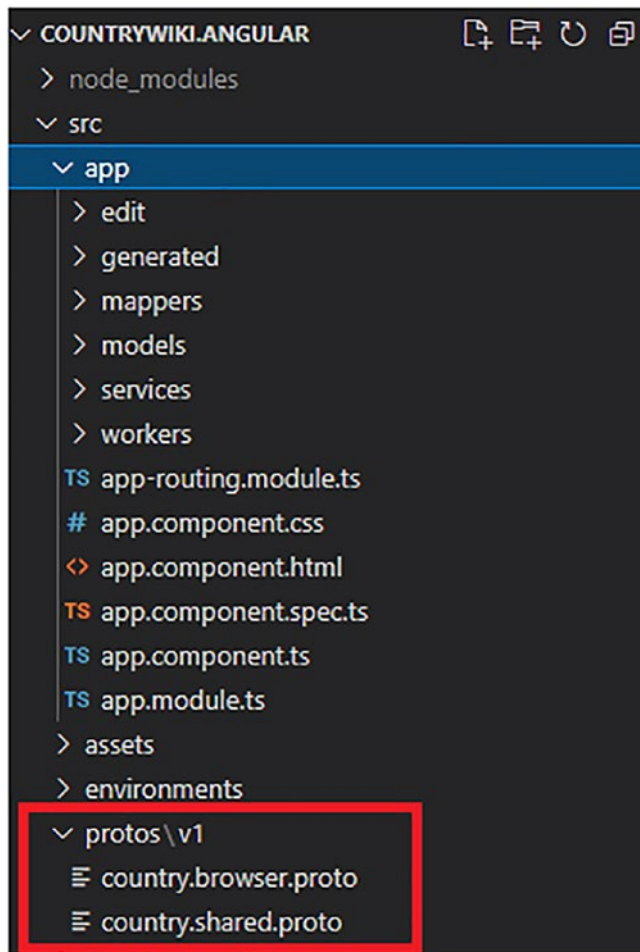 COUNTRYWIKI.ANGULAR
node_modules
src
app
edit
generated
mappers
models
services
workers
TS app-routing.module.ts
# app.component.css
<> app.component.html
TS app.component.spec.ts
TS app.component.ts
TS app.module.ts
assets
environments
protos\v1
country.browser.proto
country.shared.proto